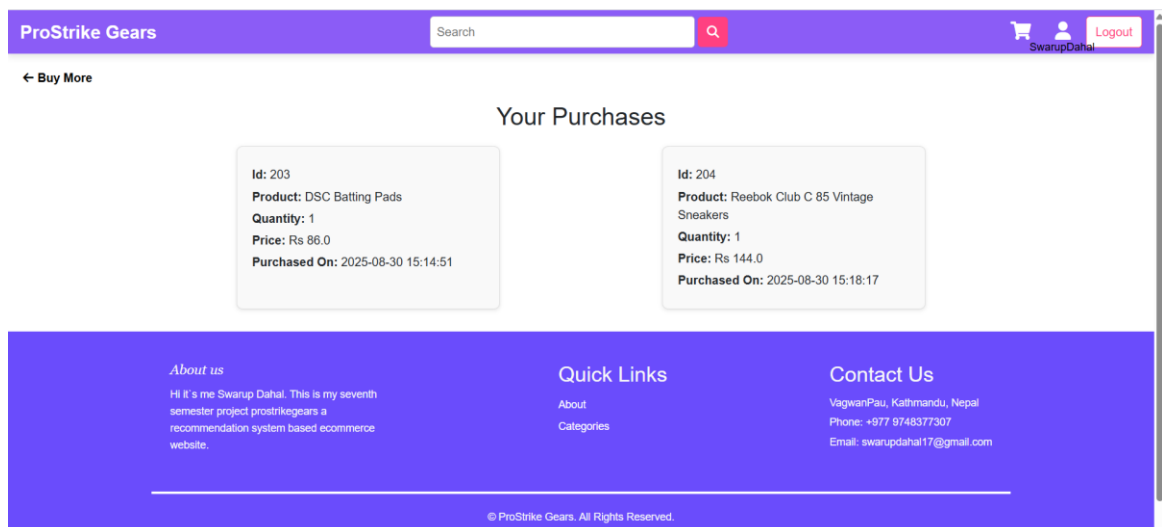 ProStrike Gears
Search
SwarupDahal
Logout
← Buy More
Your Purchases
Id: 203
Product: DSC Batting Pads
Quantity: 1
Price: Rs 86.0
Purchased On: 2025-08-30 15:14:51
Id: 204
Product: Reebok Club C 85 Vintage
Sneakers
Quantity: 1
Price: Rs 144.0
Purchased On: 2025-08-30 15:18:17
About us
Hi it`s me Swarup Dahal. This is my seventh
semester project prostrikegears a
recommendation system based ecommerce
website.
Quick Links
About
Categories
Contact Us
VagwanPau, Kathmandu, Nepal
Phone: +977 9748377307
Email: swarupdahal17@gmail.com
© ProStrike Gears. All Rights Reserved.